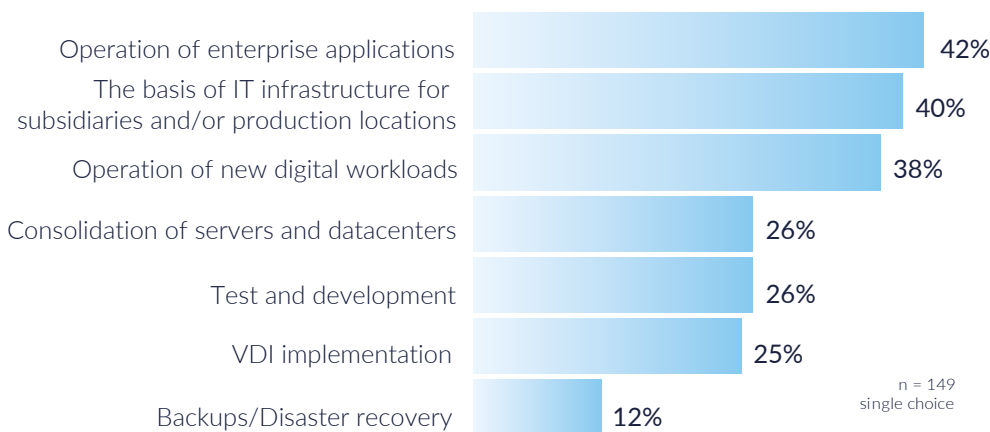 Operation of enterprise applications
42%
The basis of IT infrastructure for
subsidiaries and/or production locations
40%
Operation of new digital workloads
38%
Consolidation of servers and datacenters
26%
Test and development
26%
VDI implementation
25%
Backups/Disaster recovery
12%
n = 149
single choice